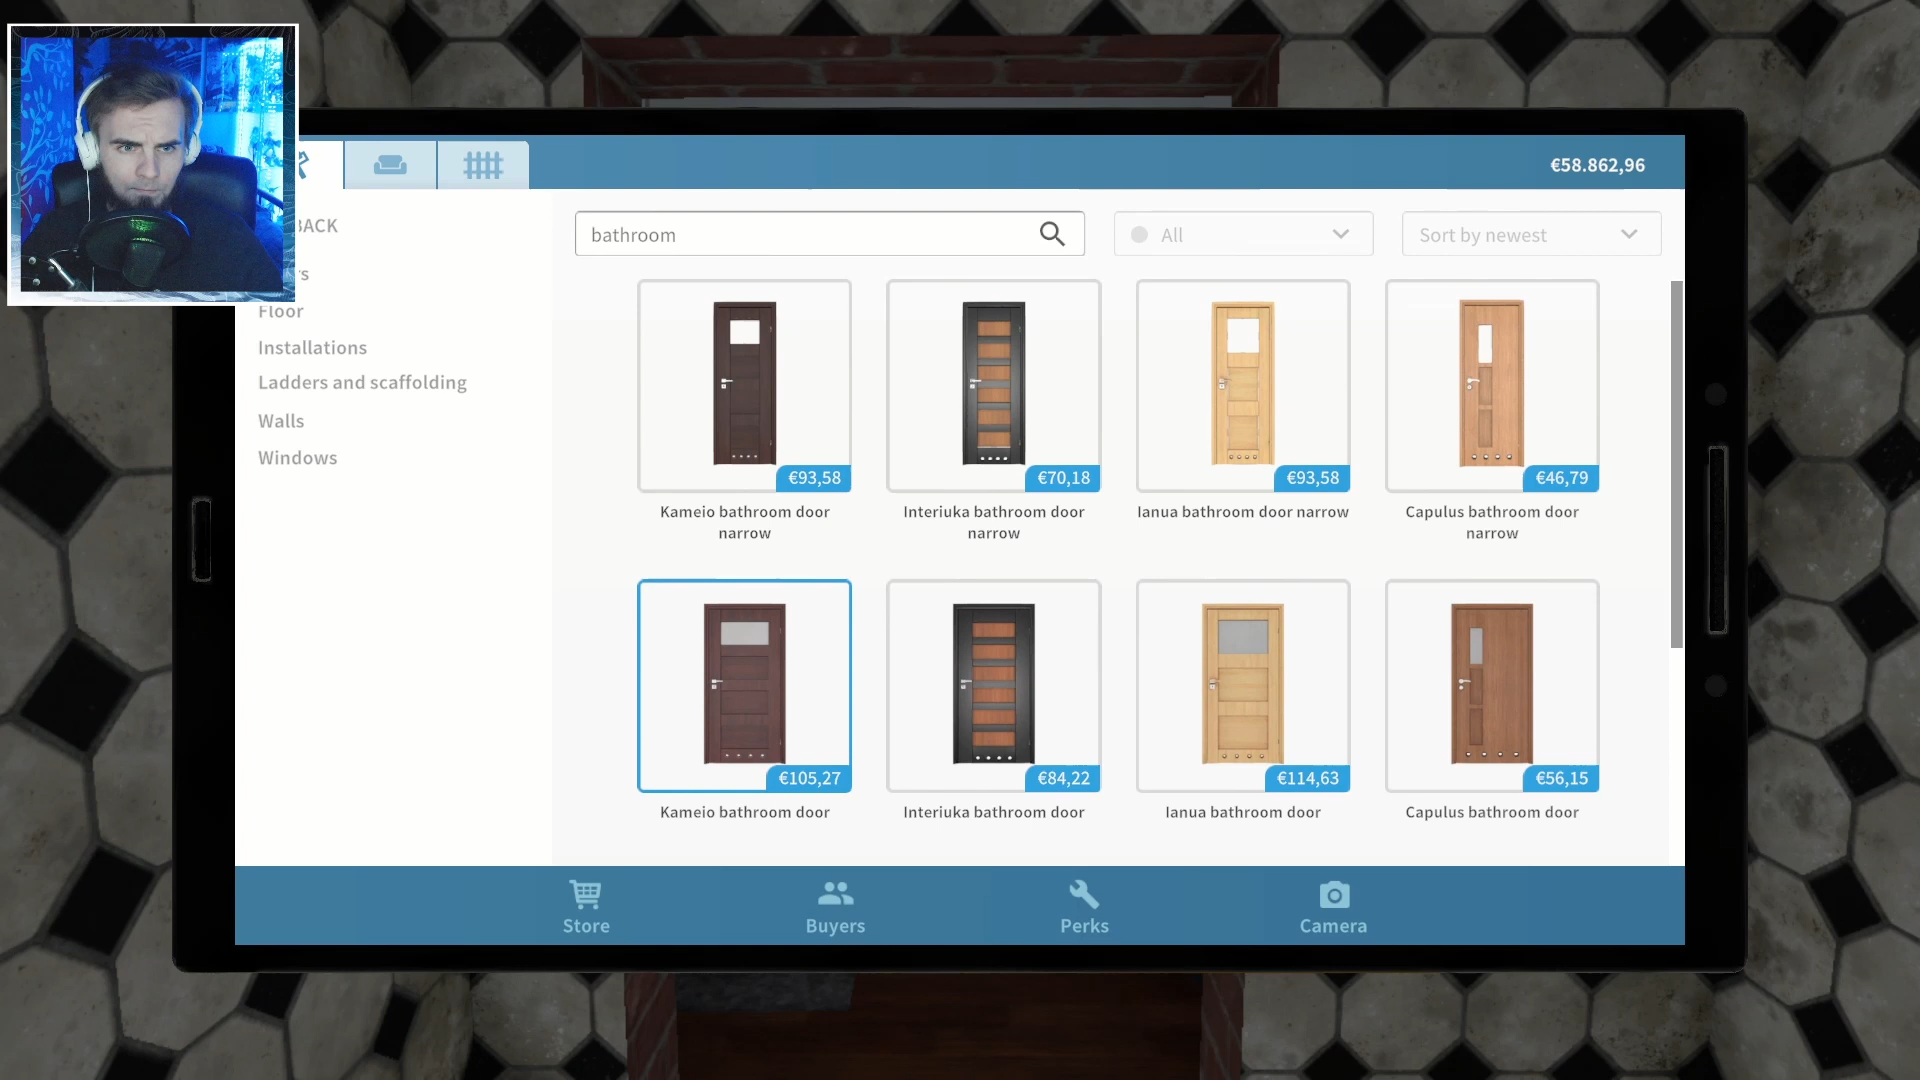 €58.862,96
BACK
bathroom
All
Sort by newest
Floor
Installations
Ladders and scaffolding
Walls
Windows
€93,58
€70,18
€93,58
€46,79
Kameio bathroom door
narrow
Interiuka bathroom door
narrow
Ianua bathroom door narrow
Capulus bathroom door
narrow
€105,27
€84,22
€114,63
€56,15
Kameio bathroom door
Interiuka bathroom door
Ianua bathroom door
Capulus bathroom door
Store
Buyers
Perks
Camera